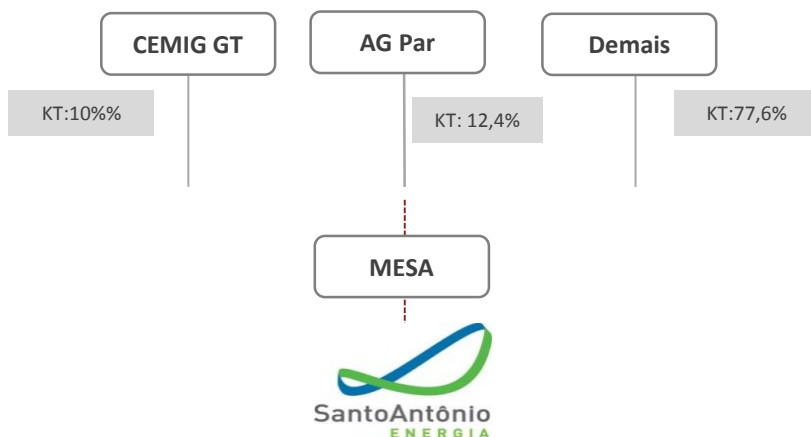 CEMIG GT
AG Par
Demais
KT:10%%
KT: 12,4%
KT:77,6%
MESA
SantoAntônio
ENERGIA